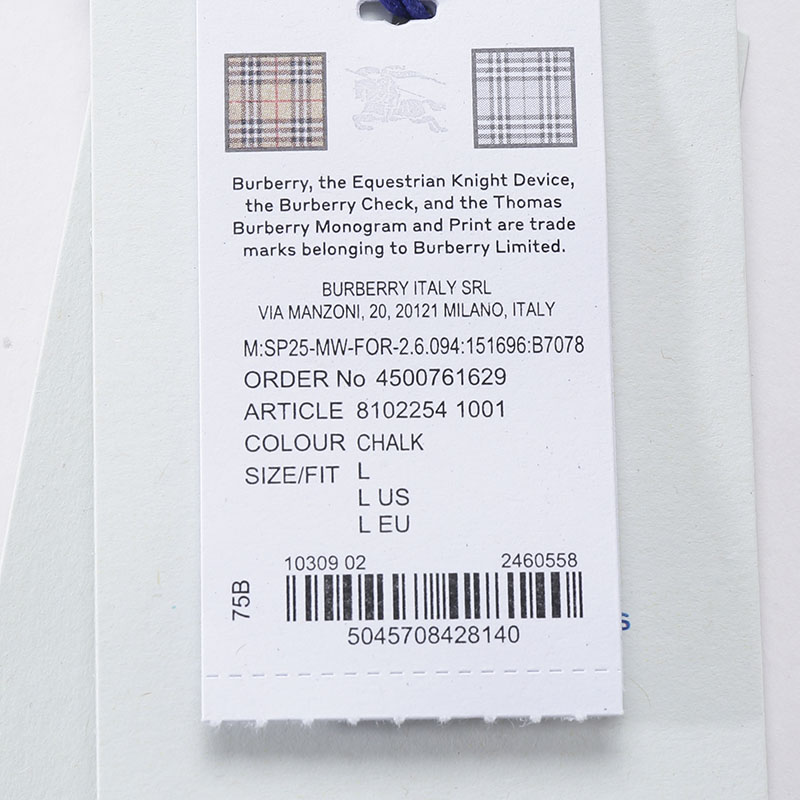 Burberry, the Equestrian Knight Device,
the Burberry Check, and the Thomas
Burberry Monogram and Print are trade
marks belonging to Burberry Limited.
BURBERRY ITALY SRL
VIA MANZONI, 20, 20121 MILANO, ITALY
M:SP25-MW-FOR-2.6.094:151696:B7078
ORDER No 4500761629
ARTICLE 8102254 1001
COLOUR CHALK
SIZE/FIT L
L US
L EU
10309 02 2460558
75B
5045708428140
s